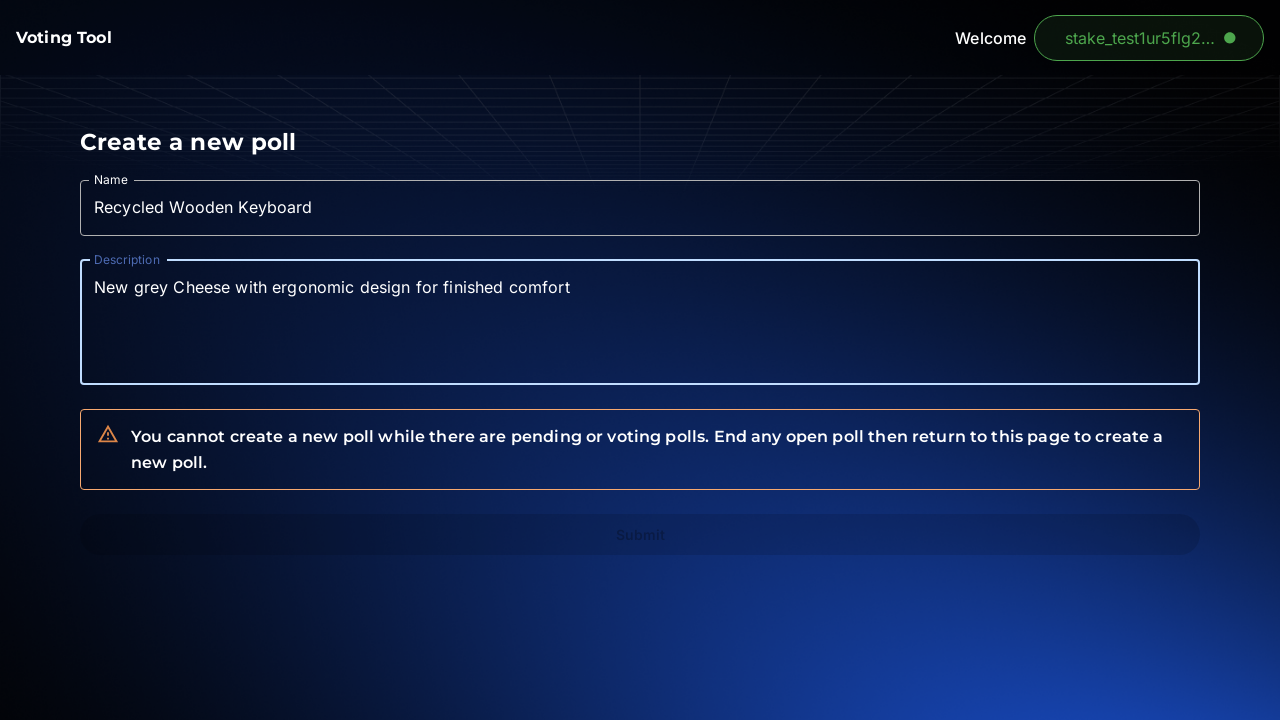 Voting Tool
Welcome
stake_test1ur5flg2...
Create a new poll
Name
Recycled Wooden Keyboard
Description
New grey Cheese with ergonomic design for finished comfort
You cannot create a new poll while there are pending or voting polls. End any open poll then return to this page to create a
new poll.
Submit